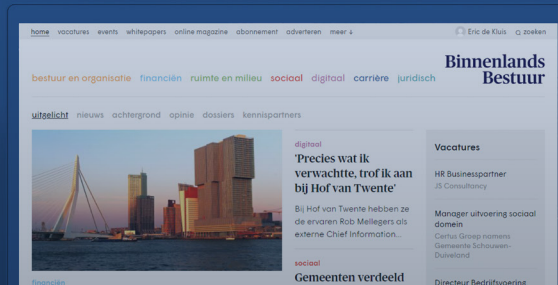 home vacatures events whitepapers online magazine abonnement adverteren meer ↓ Eric de Kluis zoeken
Binnenlands
Bestuur
bestuur en organisatie financiën ruimte en milieu sociaal digitaal carrière juridisch
uitgelicht nieuws achtergrond opinie dossiers kennispartners
digitaal
'Precies wat ik
verwachtte, trof ik aan
bij Hof van Twente'
Bij Hof van Twente hebben ze
de ervaren Rob Mellegers als
externe Chief Information...
sociaal
Gemeenten verdeeld
financiën
Vacatures
HR Businesspartner
JS Consultancy
Manager uitvoering sociaal
domein
Certus Groep namens
Gemeente Schouwen-
Duiveland
Directeur Bedrijfsvoering